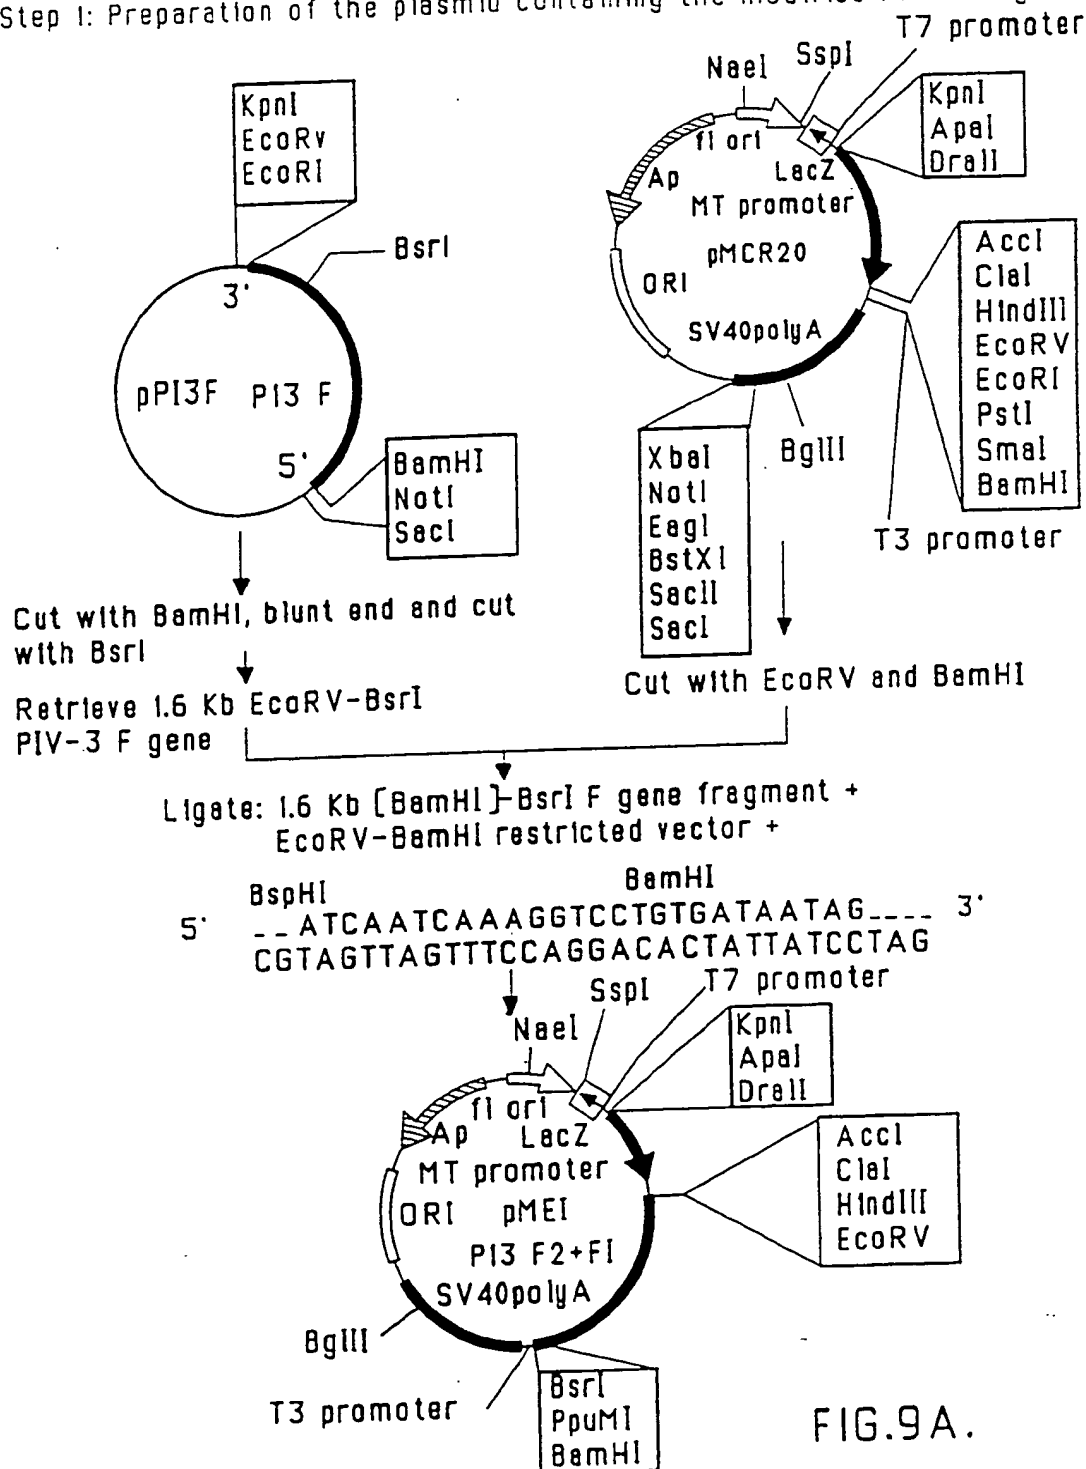 Step 1: Preparation of the plasmid containing the
T7 promoter
NaeI SspI
KpnI
EcoRv
EcoRI
BsrI
3'
pPI3F PI3 F
5'
BamHI
NotI
SacI
KpnI
ApaI
DraII
f1 ori
Ap
LacZ
MT promoter
pMCR20
ORI
SV40polyA
AccI
ClaI
HindIII
EcoRV
EcoRI
PstI
SmaI
BamHI
BglII
T3 promoter
XbaI
NotI
EagI
BstXI
SacII
SacI
Cut with BamHI, blunt end and cut
with BsrI
Retrieve 1.6 Kb EcoRV-BsrI
PIV-3 F gene
Cut with EcoRV and BamHI
Ligate: 1.6 Kb [BamHI]-BsrI F gene fragment +
EcoRV-BamHI restricted vector +
BspHI BamHI
5' _ _ ATCAATCAAAGGTCCTGTGATAATAG_ _ _ _ 3'
CGTAGTTAGTTTCCAGGACACTATTATCCTAG
SspI T7 promoter
NaeI
KpnI
ApaI
DraII
f1 ori
Ap LacZ
MT promoter
ORI pMEI
PI3 F2+FI
SV40polyA
AccI
ClaI
HindIII
EcoRV
BglII
T3 promoter
BsrI
PpuMI
BamHI
FIG.9A.